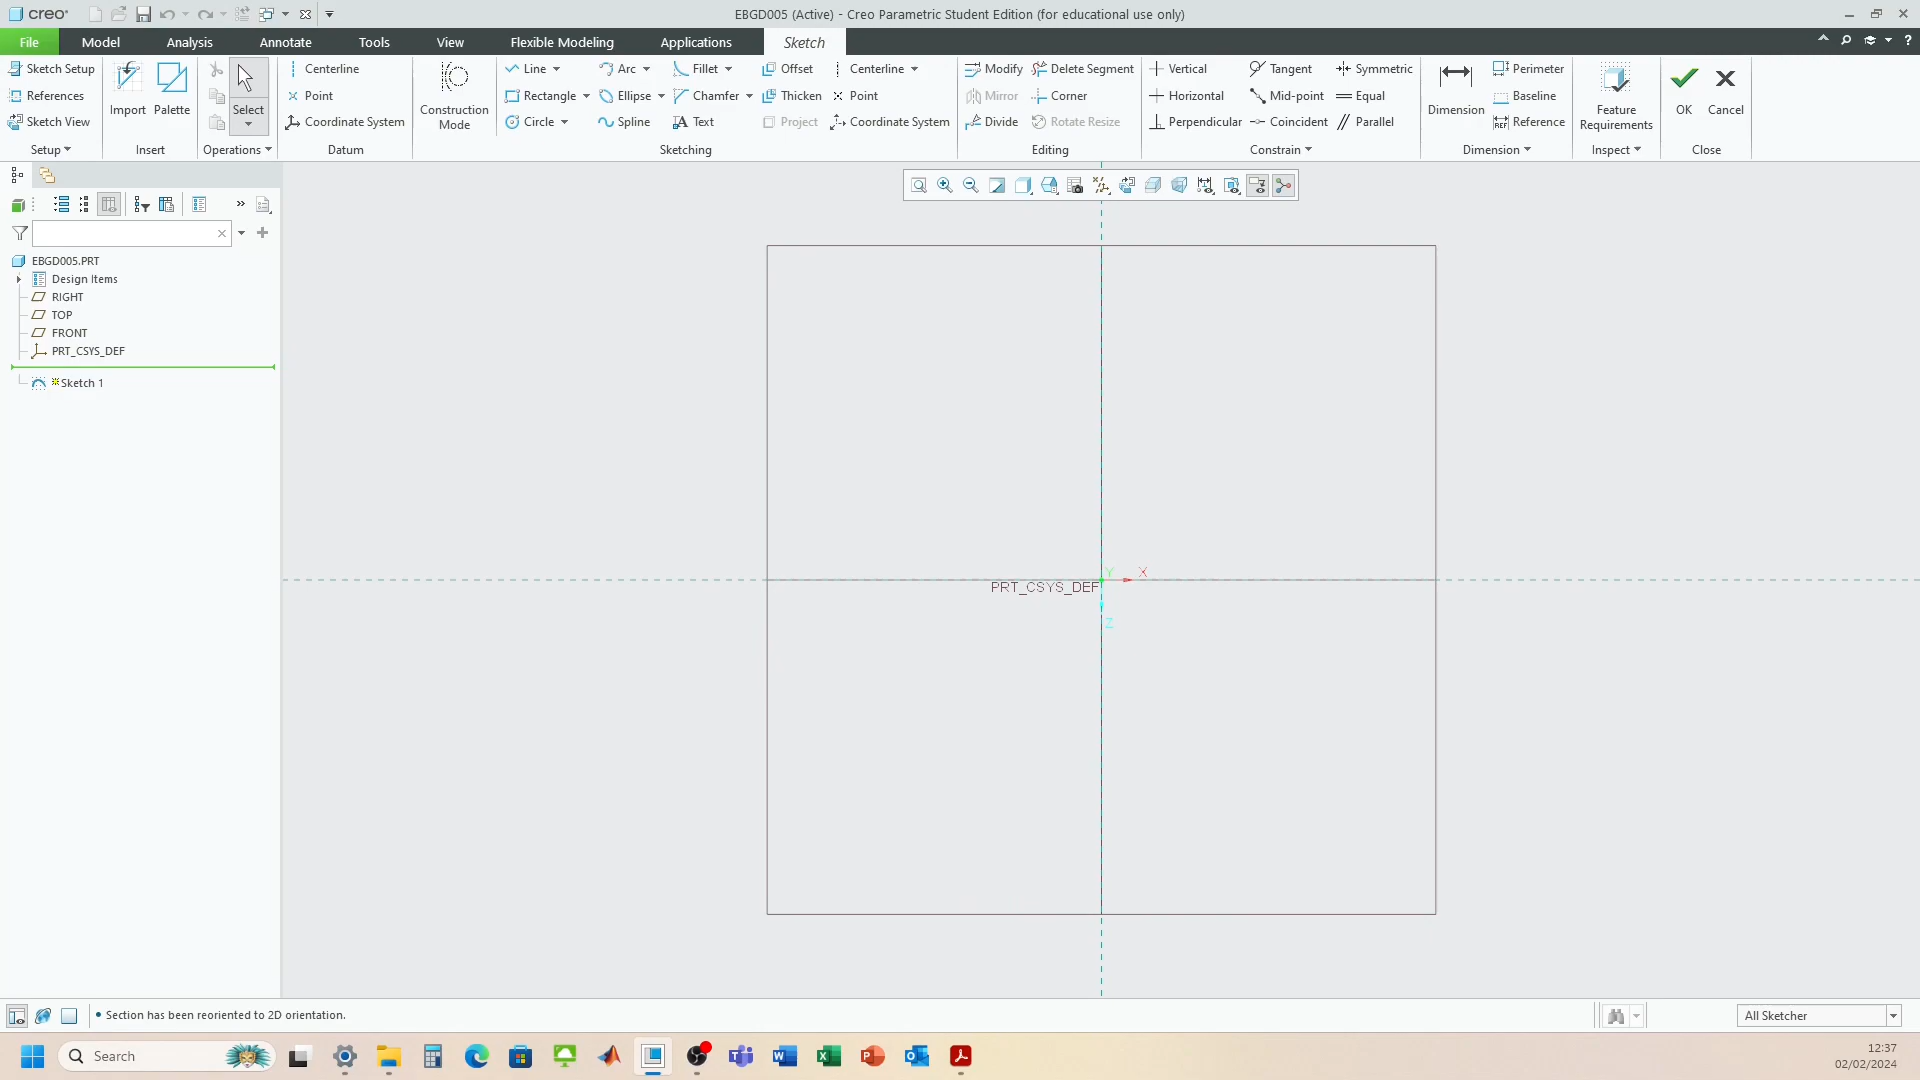 creo
EBGD005 (Active) - Creo Parametric Student Edition (for educational use only)
File Model Analysis Annotate Tools View Flexible Modeling Applications Sketch
Sketch Setup
References
Sketch View
Setup
Import Palette
Insert
Select
Operations
Centerline
Point
Coordinate System
Datum
Construction
Mode
Line Arc Fillet Offset Centerline
Rectangle Ellipse Chamfer Thicken Point
Circle Spline Text Project Coordinate System
Sketching
Modify Delete Segment
Mirror Corner
Divide Rotate Resize
Editing
Vertical Tangent Symmetric
Horizontal Mid-point Equal
Perpendicular Coincident Parallel
Constrain
Dimension
Perimeter
Baseline
Reference
Dimension
Feature
Requirements
Inspect
OK Cancel
Close
EBGD005.PRT
Design Items
RIGHT
TOP
FRONT
PRT_CSYS_DEF
Sketch 1
Y X
PRT_CSYS_DEF
Z
• Section has been reoriented to 2D orientation.
All Sketcher
Search
12:37
02/02/2024